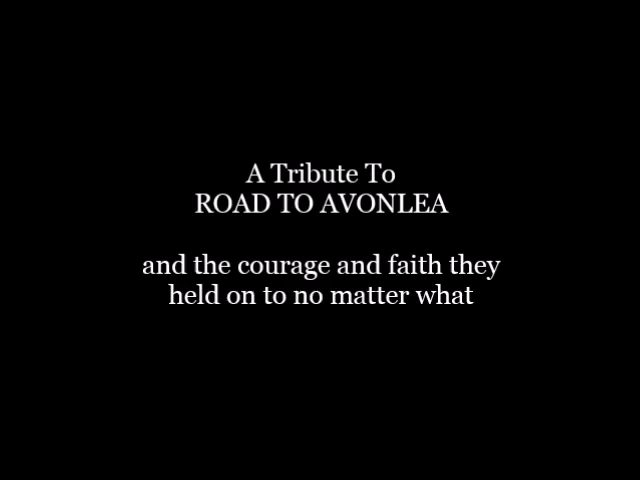 A Tribute To
ROAD TO AVONLEA
and the courage and faith they
held on to no matter what